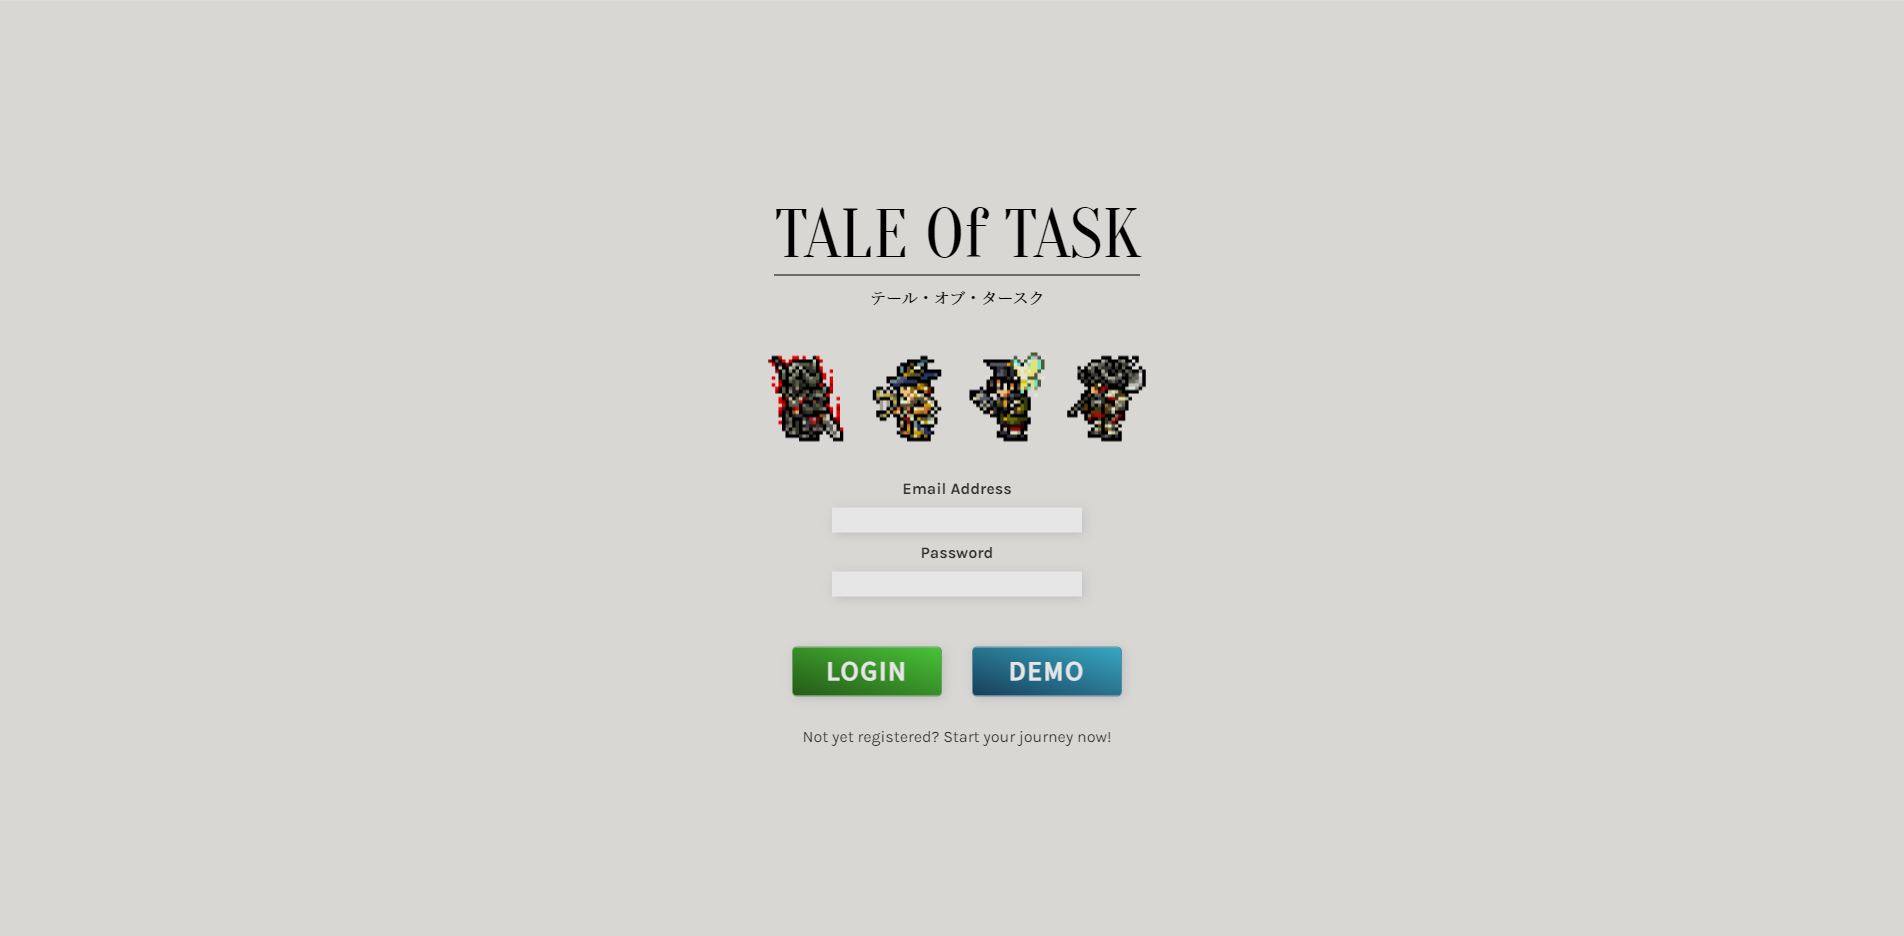 TALE Of TASK
テール・オブ・タースク
Email Address
Password
LOGIN
DEMO
Not yet registered? Start your journey now!